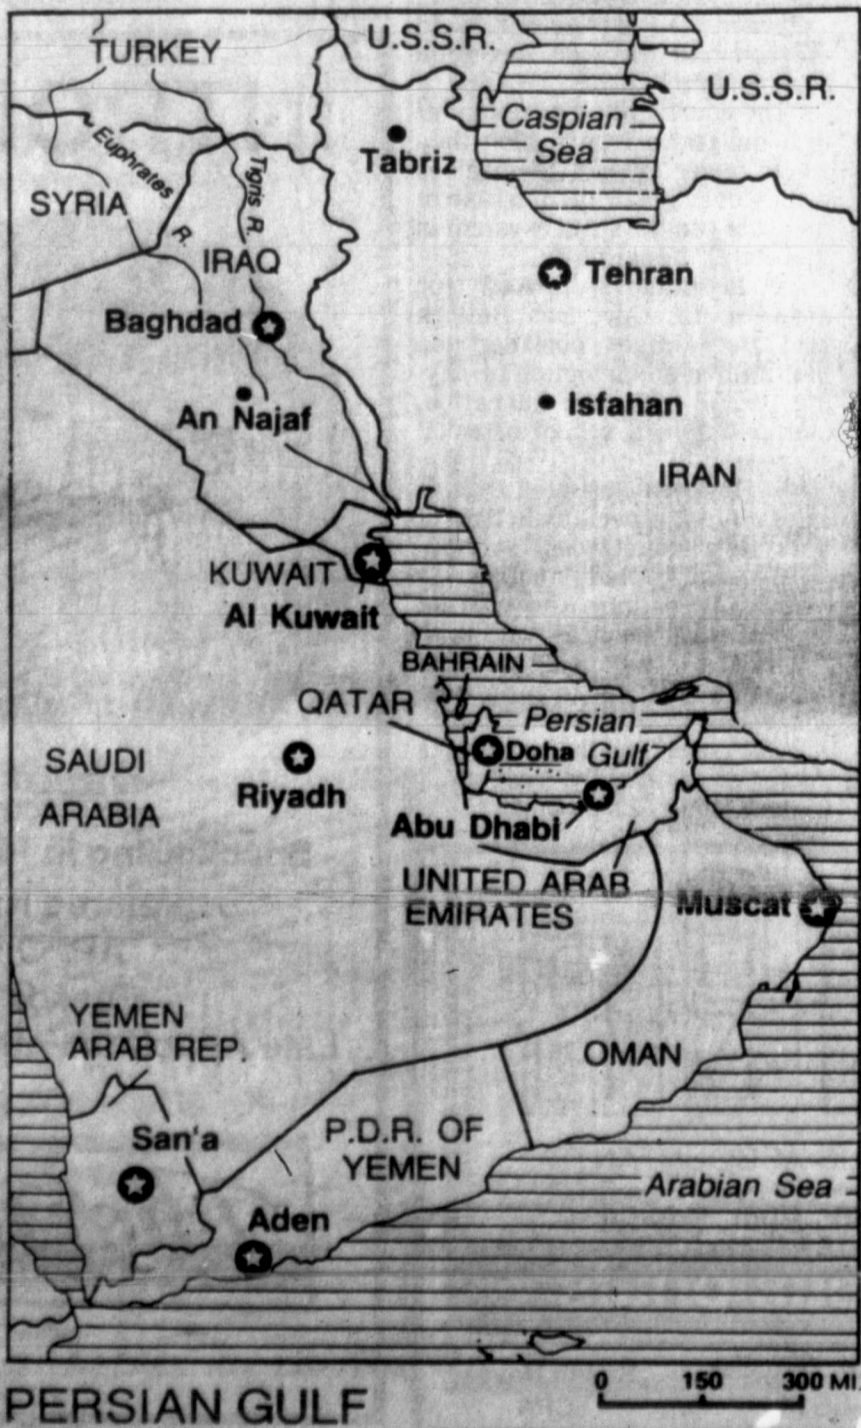 TURKEY
U.S.S.R.
U.S.S.R.
Caspian
Sea
Tabriz
Euphrates
R.
Tigris R.
SYRIA
IRAQ
Tehran
Baghdad
An Najaf
Isfahan
IRAN
KUWAIT
Al Kuwait
BAHRAIN
QATAR
Persian
Gulf
Doha
SAUDI
ARABIA
Riyadh
Abu Dhabi
UNITED ARAB
EMIRATES
Muscat
YEMEN
ARAB REP.
OMAN
San'a
P.D.R. OF
YEMEN
Arabian Sea
Aden
PERSIAN GULF
0 150 300 MI.